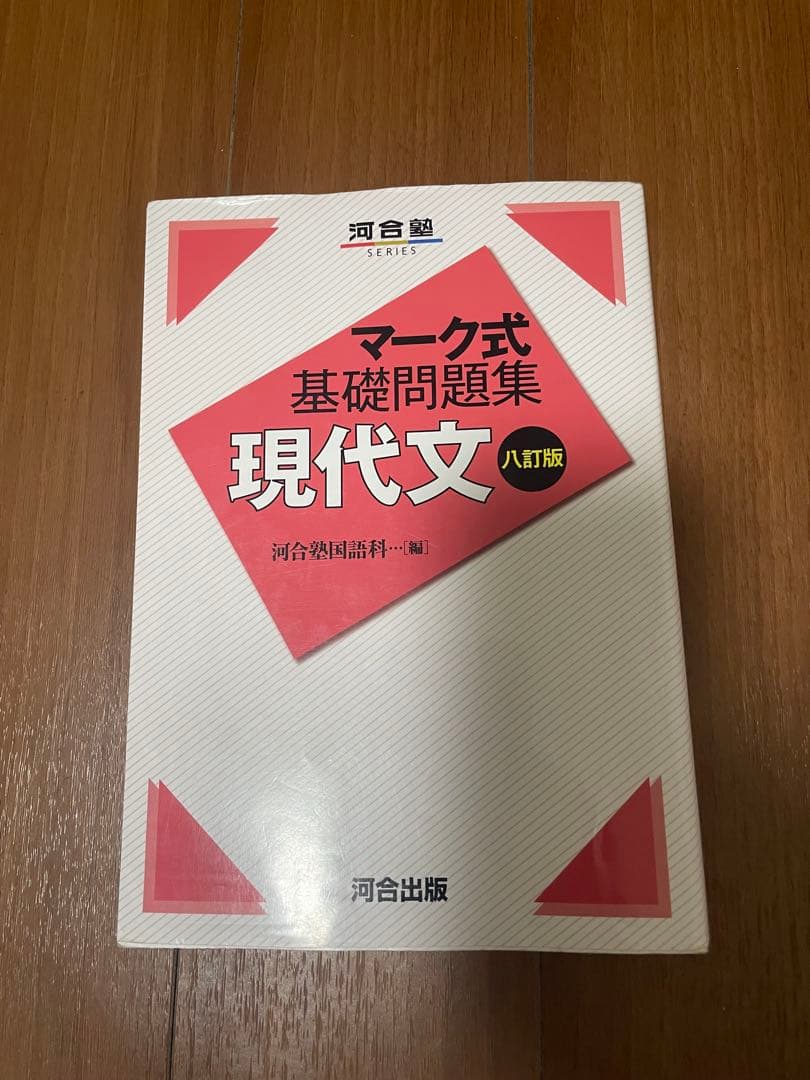 河合塾
SERIES
マーク式
基礎問題集
現代文
八訂版
河合塾国語科…[編]
河合出版